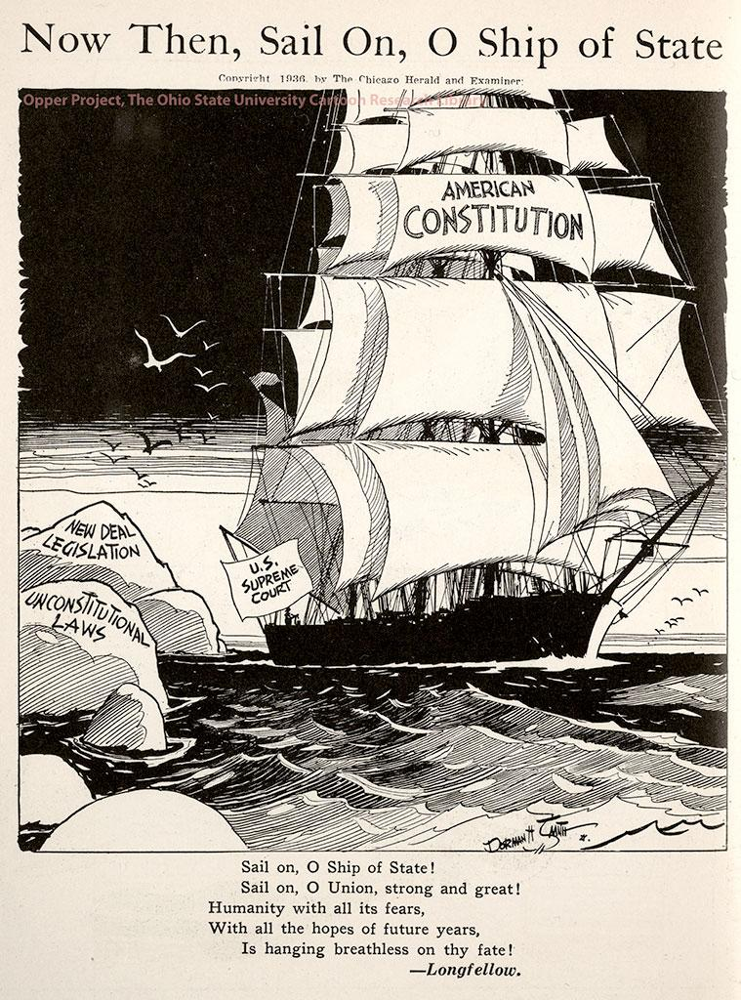 Now Then, Sail On, O Ship of State
Copyright 1936, by The Chicago Herald and Examiner.
Opper Project, The Ohio State University Cartoon Research Library
AMERICAN
CONSTITUTION
NEW DEAL
LEGISLATION
U.S.
SUPREME
COURT
UNCONSTITUTIONAL
LAWS
DORMAN H SMITH
Sail on, O Ship of State!
Sail on, O Union, strong and great!
Humanity with all its fears,
With all the hopes of future years,
Is hanging breathless on thy fate!
—Longfellow.